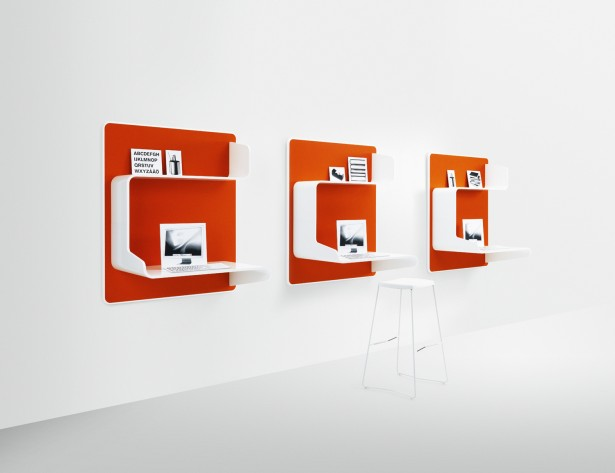 ABCDEFGH
IJKLMNOP
QRSTUV
WXYZÅÄÖ